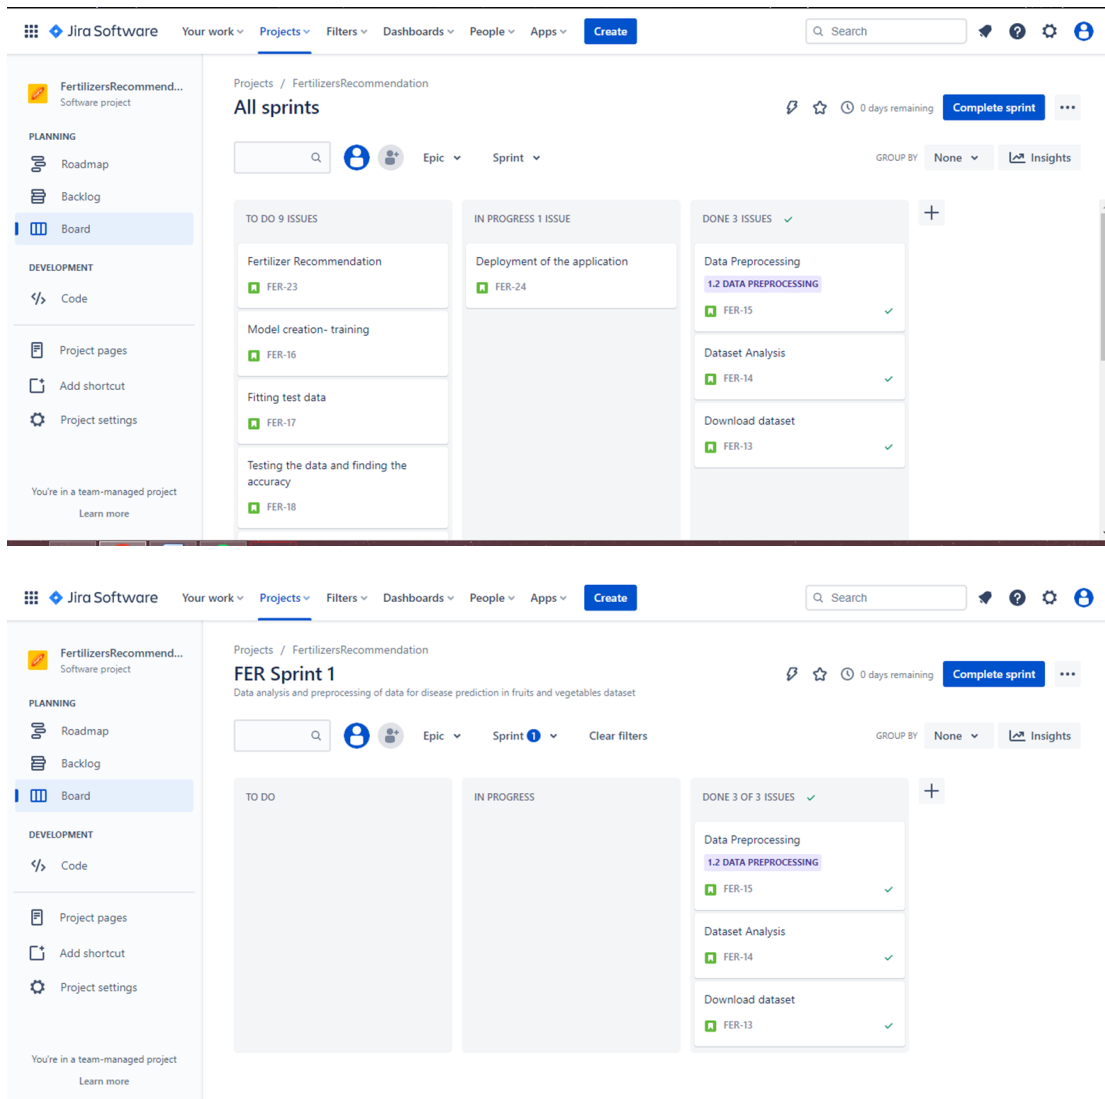 Jira Software Your work Projects Filters Dashboards People Apps Create Search
FertilizersRecommend...
Software project
PLANNING
Roadmap
Backlog
Board
DEVELOPMENT
Code
Project pages
Add shortcut
Project settings
You're in a team-managed project
Learn more
Projects / FertilizersRecommendation
All sprints
0 days remaining Complete sprint
Epic Sprint
GROUP BY None Insights
TO DO 9 ISSUES
Fertilizer Recommendation
FER-23
Model creation- training
FER-16
Fitting test data
FER-17
Testing the data and finding the
accuracy
FER-18
IN PROGRESS 1 ISSUE
Deployment of the application
FER-24
DONE 3 ISSUES
Data Preprocessing
1.2 DATA PREPROCESSING
FER-15
Dataset Analysis
FER-14
Download dataset
FER-13
Jira Software Your work Projects Filters Dashboards People Apps Create Search
FertilizersRecommend...
Software project
PLANNING
Roadmap
Backlog
Board
DEVELOPMENT
Code
Project pages
Add shortcut
Project settings
You're in a team-managed project
Learn more
Projects / FertilizersRecommendation
FER Sprint 1
Data analysis and preprocessing of data for disease prediction in fruits and vegetables dataset
0 days remaining Complete sprint
Epic Sprint 1 Clear filters
GROUP BY None Insights
TO DO
IN PROGRESS
DONE 3 OF 3 ISSUES
Data Preprocessing
1.2 DATA PREPROCESSING
FER-15
Dataset Analysis
FER-14
Download dataset
FER-13